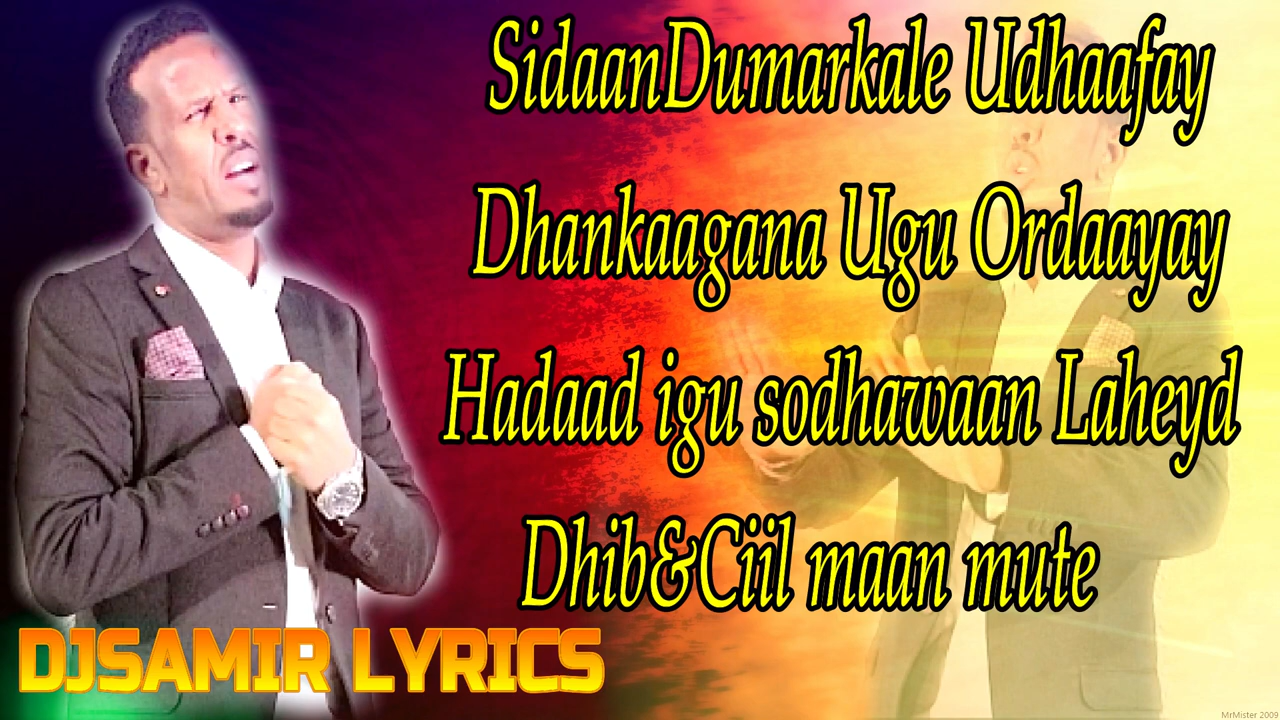 SidaanDumarkale Udhaafay
Dhankaagana Ugu Ordaayay
Hadaad igu sodhawaan Laheyd
Dhib&Ciil maan mute
DJSAMIR LYRICS
MrMister 2009